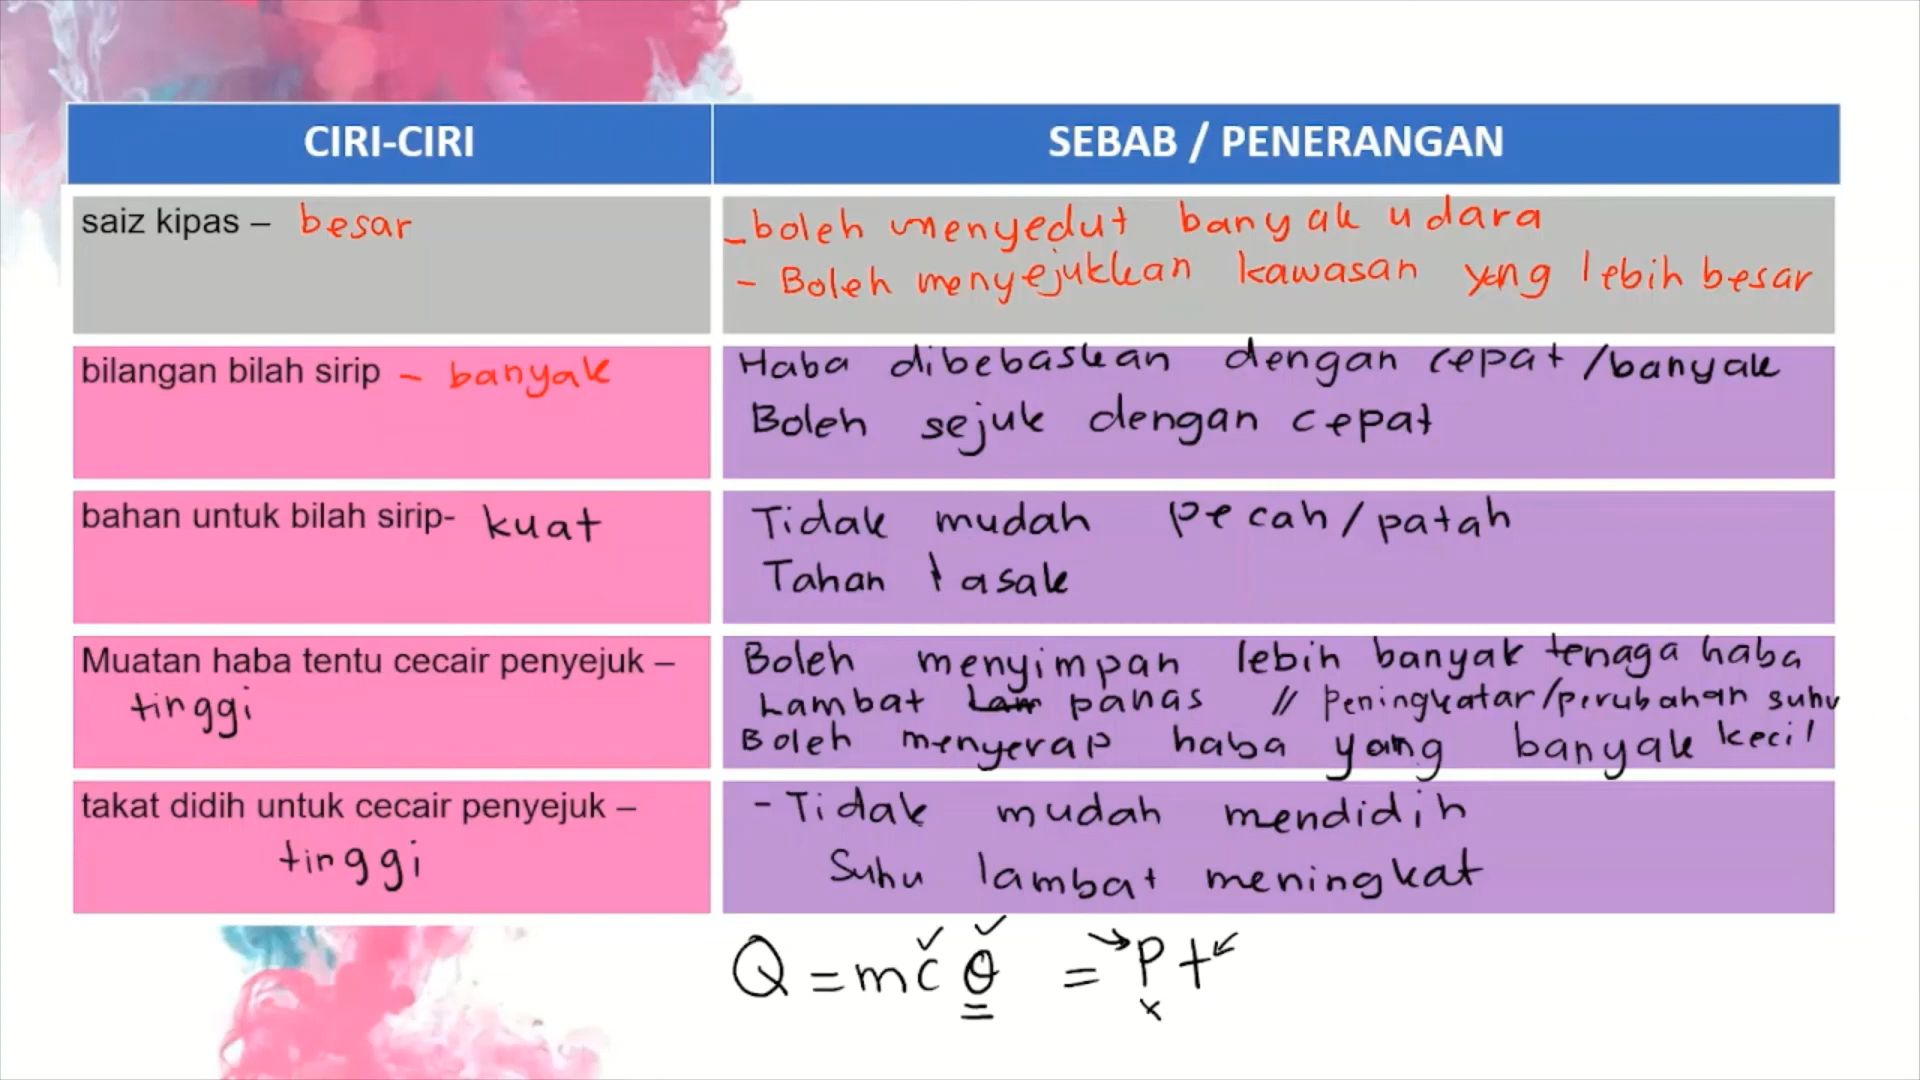 CIRI-CIRI
SEBAB / PENERANGAN
saiz kipas – besar
- boleh menyedut banyak udara
- Boleh menyejukkan kawasan yang lebih besar
bilangan bilah sirip - banyak
Haba dibebaskan dengan cepat / banyak
Boleh sejuk dengan cepat
bahan untuk bilah sirip- kuat
Tidak mudah pecah / patah
Tahan lasak
Muatan haba tentu cecair penyejuk –
tinggi
Boleh menyimpan lebih banyak tenaga haba
Lambat panas // peningkatan/perubahan suhu
kecil
Boleh menyerap haba yang banyak
takat didih untuk cecair penyejuk –
tinggi
- Tidak mudah mendidih
Suhu lambat meningkat
Q = mcθ = Pt